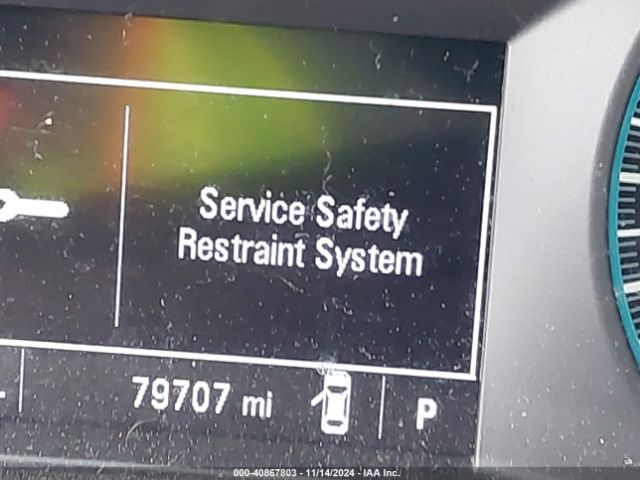 Service Safety
Restraint System
79707 mi
P
000-40867803 - 11/14/2024 - IAA Inc.